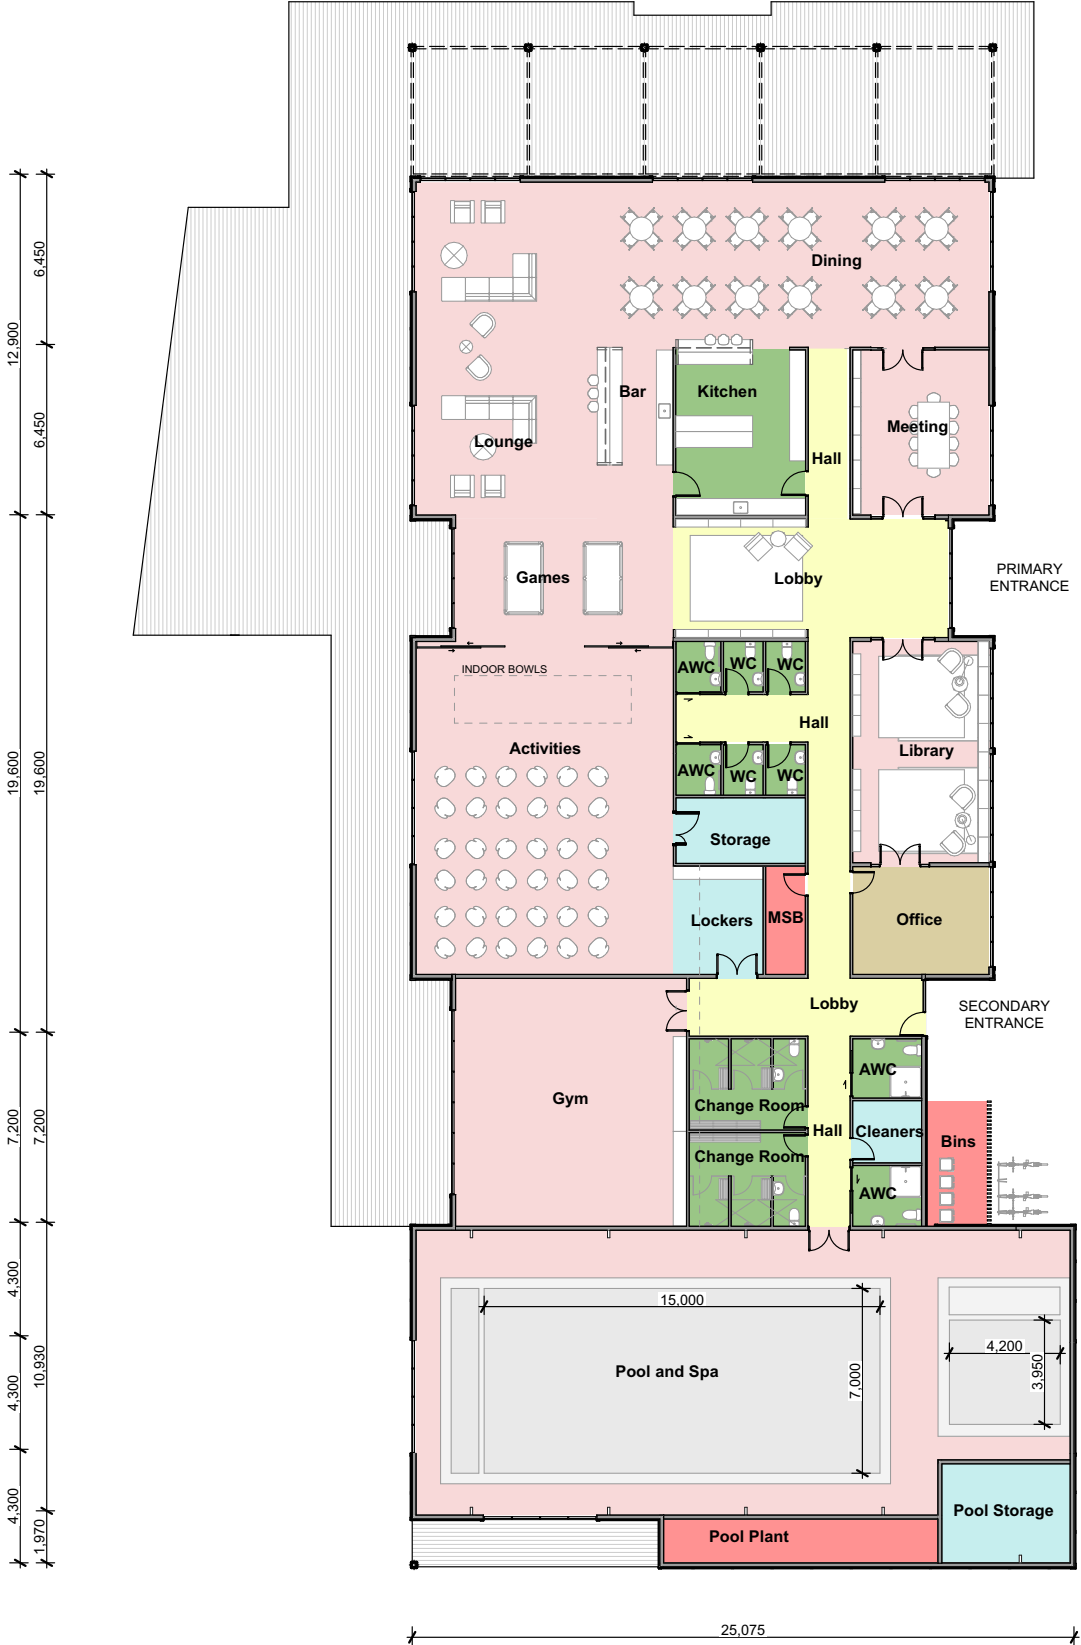 6,450
Dining
12,900
Bar
Kitchen
6,450
Lounge
Meeting
Hall
PRIMARY
ENTRANCE
Games
Lobby
AWC
WC
WC
INDOOR BOWLS
Hall
Activities
Library
19,600
19,600
AWC
WC
WC
Storage
Lockers
MSB
Office
Lobby
SECONDARY
ENTRANCE
AWC
Gym
Change Room
7,200
7,200
Hall
Cleaners
Bins
Change Room
AWC
4,300
15,000
4,200
10,930
Pool and Spa
7,000
3,950
4,300
4,300
Pool Storage
1,970
Pool Plant
25,075